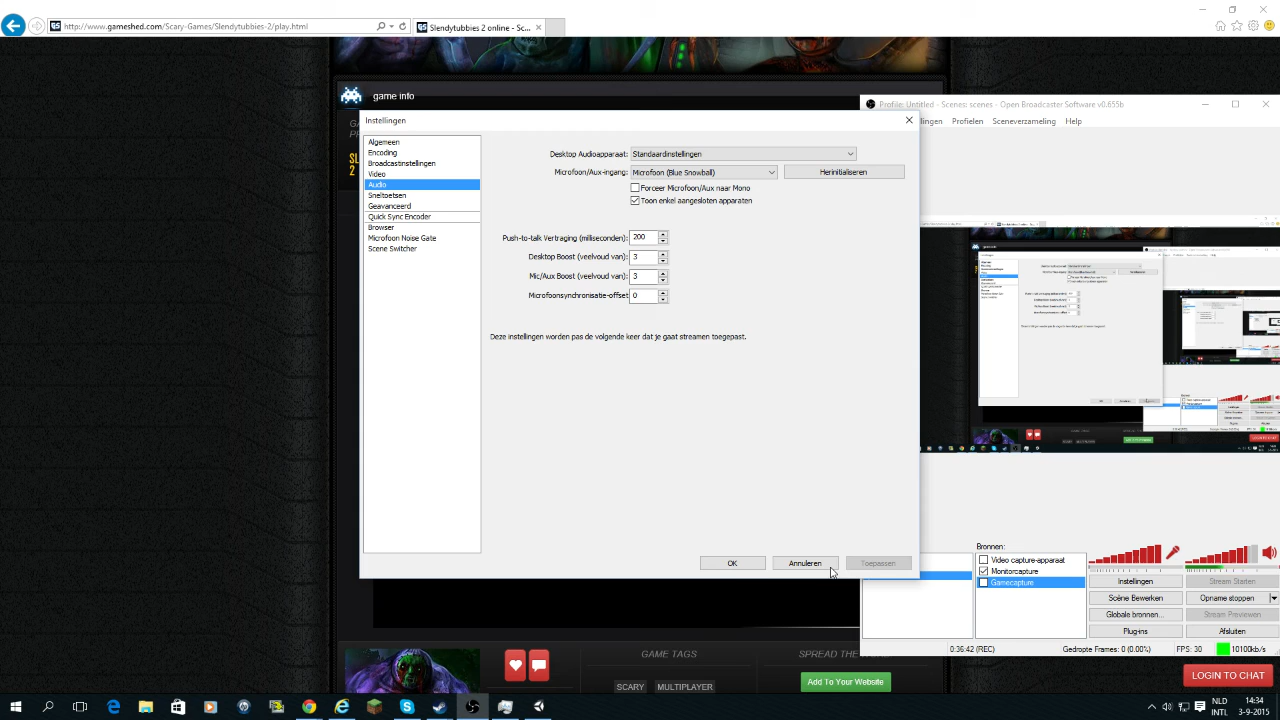 http://www.gameshed.com/Scary-Games/Slendytubbies-2/play.html
Slendytubbies 2 online - Sc...
game info
Profile: Untitled - Scenes: scenes - Open Broadcaster Software v0.655b
Profielen
Scèneverzameling
Help
Instellingen
Algemeen
Encoding
Broadcastinstellingen
Video
Audio
Sneltoetsen
Geavanceerd
Quick Sync Encoder
Browser
Microfoon Noise Gate
Scene Switcher
Desktop Audioapparaat: Standaardinstellingen
Microfoon/Aux-ingang: Microfoon (Blue Snowball) Herinitialiseren
Forceer Microfoon/Aux naar Mono
Toon enkel aangesloten apparaten
Push-to-talk Vertraging (milliseconden): 200
Desktop Boost (veelvoud van): 3
Mic/Aux Boost (veelvoud van): 3
Microfoonsynchronisatie-offset 0
Deze instellingen worden pas de volgende keer dat je gaat streamen toegepast.
OK
Annuleren
Toepassen
Bronnen:
Video capture-apparaat
Monitorcapture
Gamecapture
Instellingen
Stream Starten
Scène Bewerken
Opname stoppen
Globale bronnen...
Stream Previewen
Plug-ins
Afsluiten
0:36:42 (REC)
Gedropte Frames: 0 (0.00%)
FPS: 30
10100kb/s
GAME TAGS
SPREAD THE
SCARY
MULTIPLAYER
Add To Your Website
LOGIN TO CHAT
NLD
INTL
14:34
3-9-2015